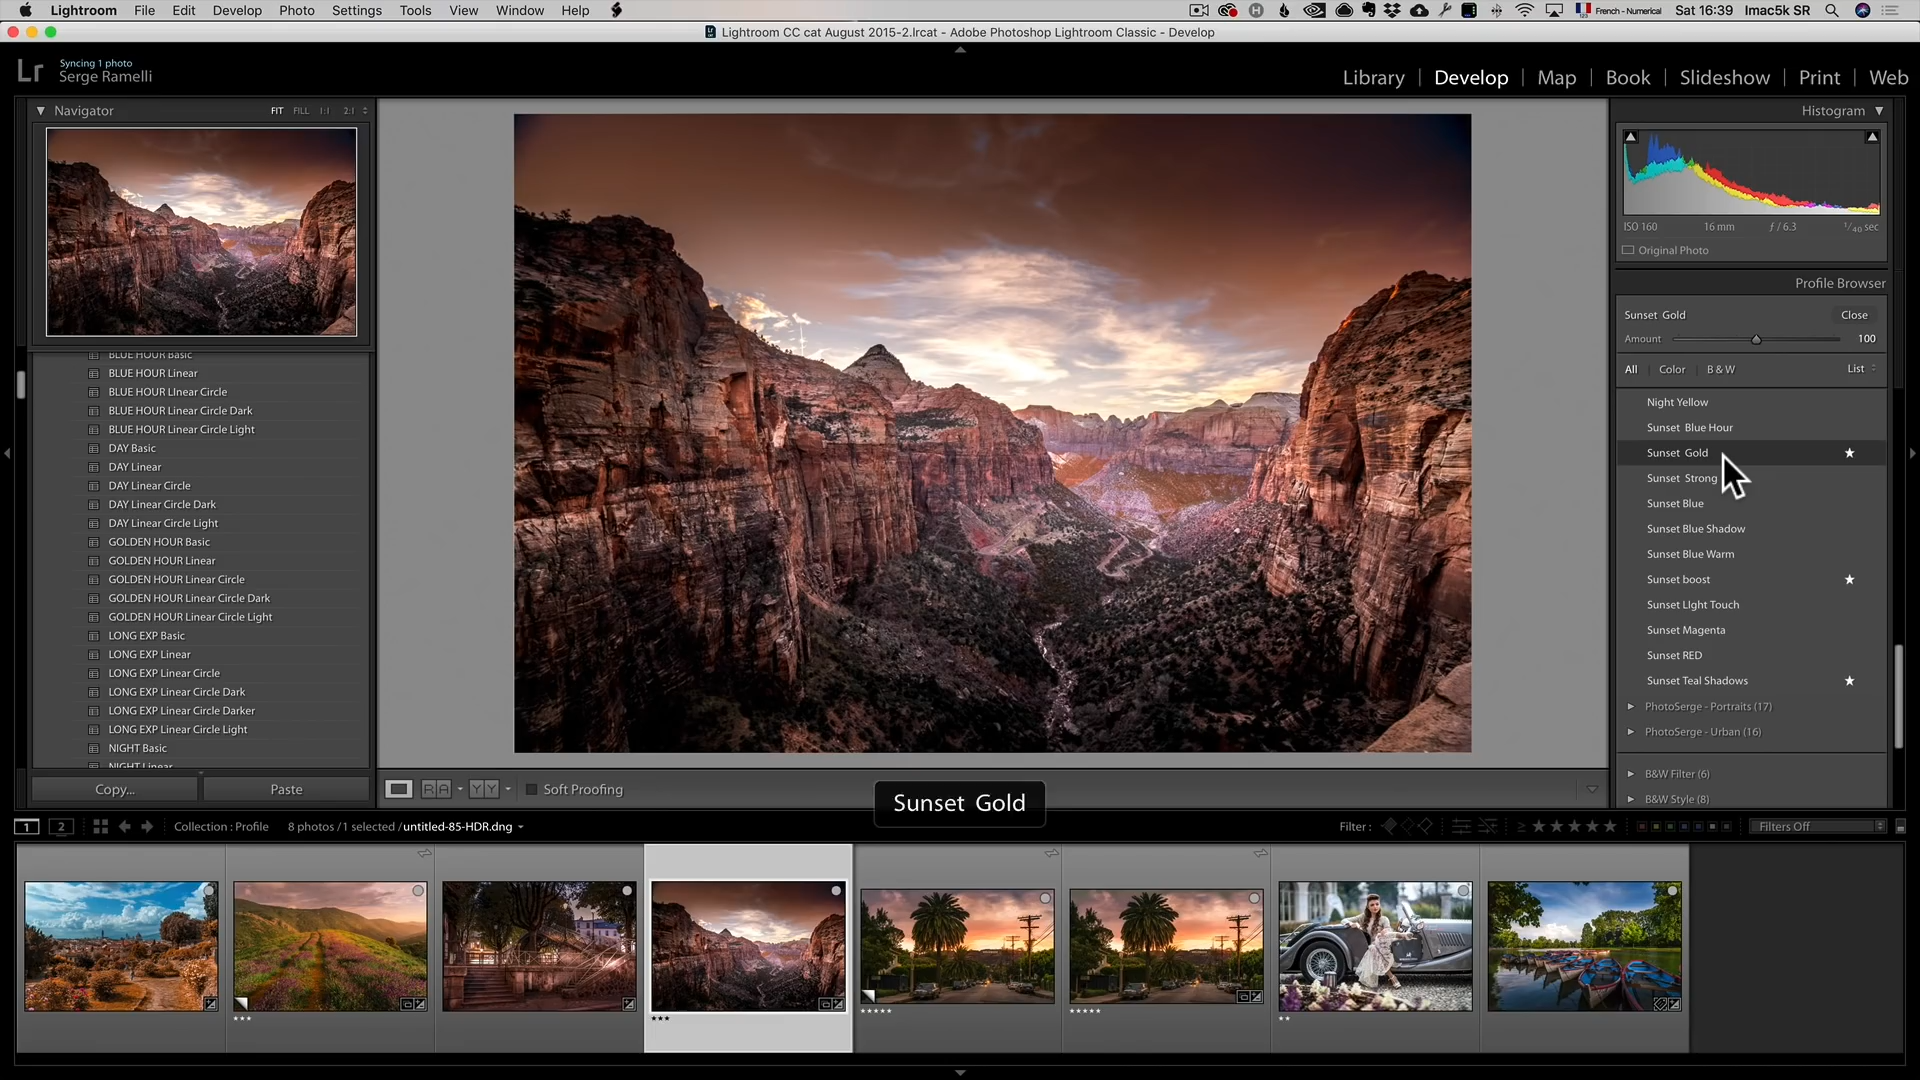 Lightroom File Edit Develop Photo Settings Tools View Window Help
French - Numerical Sat 16:39 Imac5k SR
Lightroom CC cat August 2015-2.lrcat - Adobe Photoshop Lightroom Classic - Develop
Lr
Syncing 1 photo
Serge Ramelli
Library | Develop | Map | Book | Slideshow | Print | Web
Navigator FIT FILL 1:1 2:1
BLUE HOUR Basic
BLUE HOUR Linear
BLUE HOUR LInear Circle
BLUE HOUR Linear Circle Dark
BLUE HOUR Linear Circle Light
DAY Basic
DAY Linear
DAY Linear Circle
DAY Linear Circle Dark
DAY Linear Circle Light
GOLDEN HOUR Basic
GOLDEN HOUR Linear
GOLDEN HOUR Linear Circle
GOLDEN HOUR Linear Circle Dark
GOLDEN HOUR Linear Circle Light
LONG EXP Basic
LONG EXP Linear
LONG EXP Linear Circle
LONG EXP Linear Circle Dark
LONG EXP Linear Circle Darker
LONG EXP Linear Circle Light
NIGHT Basic
NIGHT Linear
Copy... Paste
Histogram
ISO 160 16 mm ƒ / 6.3 1/40 sec
Original Photo
Profile Browser
Sunset Gold Close
Amount 100
All | Color | B & W List
Night Yellow
Sunset Blue Hour
Sunset Gold
Sunset Strong
Sunset Blue
Sunset Blue Shadow
Sunset Blue Warm
Sunset boost
Sunset LIght Touch
Sunset Magenta
Sunset RED
Sunset Teal Shadows
PhotoSerge - Portraits (17)
PhotoSerge - Urban (16)
B&W Filter (6)
B&W Style (8)
R A Y Y Soft Proofing
Sunset Gold
1 2 Collection : Profile 8 photos / 1 selected / untitled-85-HDR.dng
Filter : ≥ ★ ★ ★ ★ ★ Filters Off